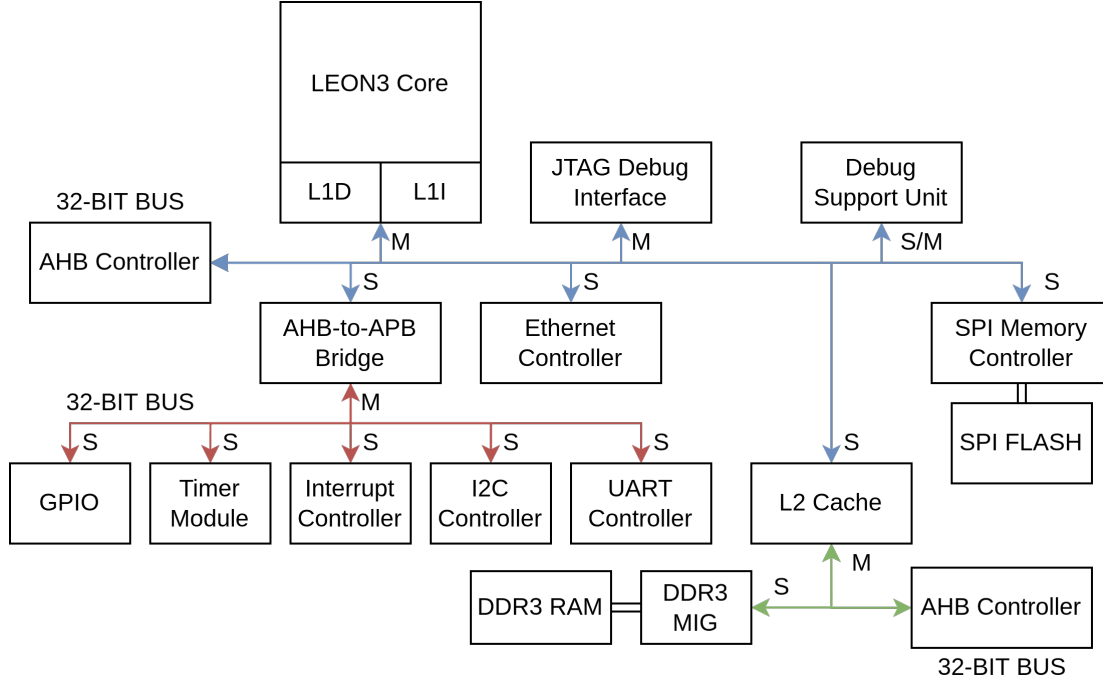 LEON3 Core
L1D
L1I
JTAG Debug
Interface
Debug
Support Unit
32-BIT BUS
AHB Controller
M
M
S/M
S
S
S
AHB-to-APB
Bridge
Ethernet
Controller
SPI Memory
Controller
32-BIT BUS
M
SPI FLASH
S
S
S
S
S
S
GPIO
Timer
Module
Interrupt
Controller
I2C
Controller
UART
Controller
L2 Cache
M
S
DDR3 RAM
DDR3
MIG
AHB Controller
32-BIT BUS